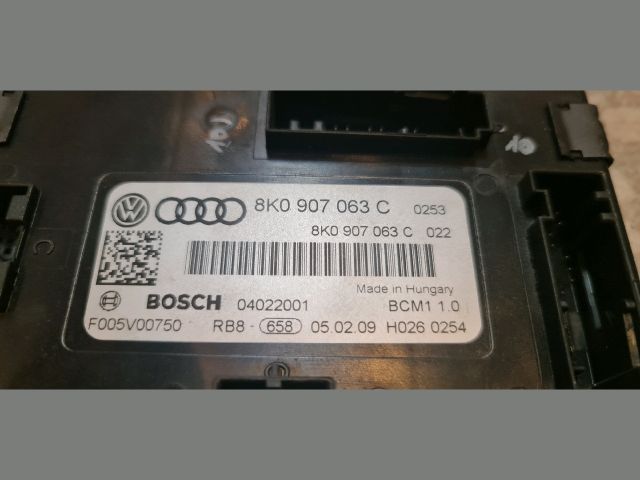 10
8K0 907 063 C 0253
8K0 907 063 C 022
Made in Hungary
BOSCH 04022001 BCM1 1.0
F005V00750 RB8- 658 05.02.09 H026 0254
C